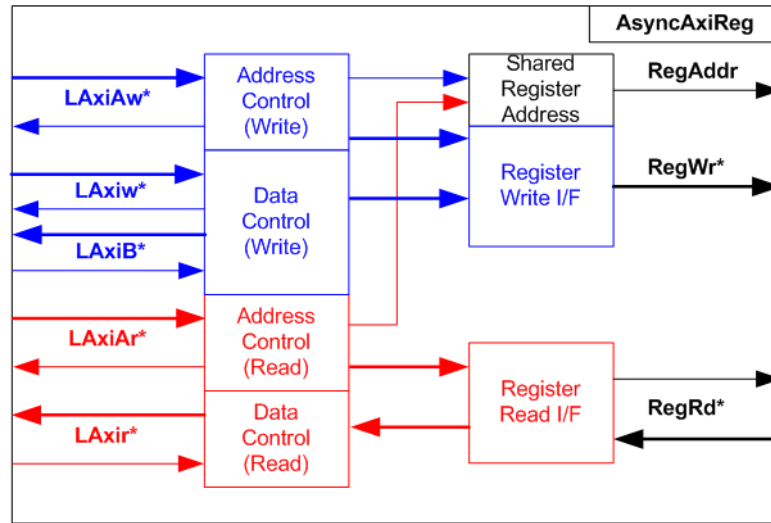 AsyncAxiReg
LAxiAw*
Address
Control
(Write)
Shared
Register
Address
RegAddr
LAxiw*
LAxiB*
Data
Control
(Write)
Register
Write I/F
RegWr*
LAxiAr*
Address
Control
(Read)
LAxir*
Data
Control
(Read)
Register
Read I/F
RegRd*